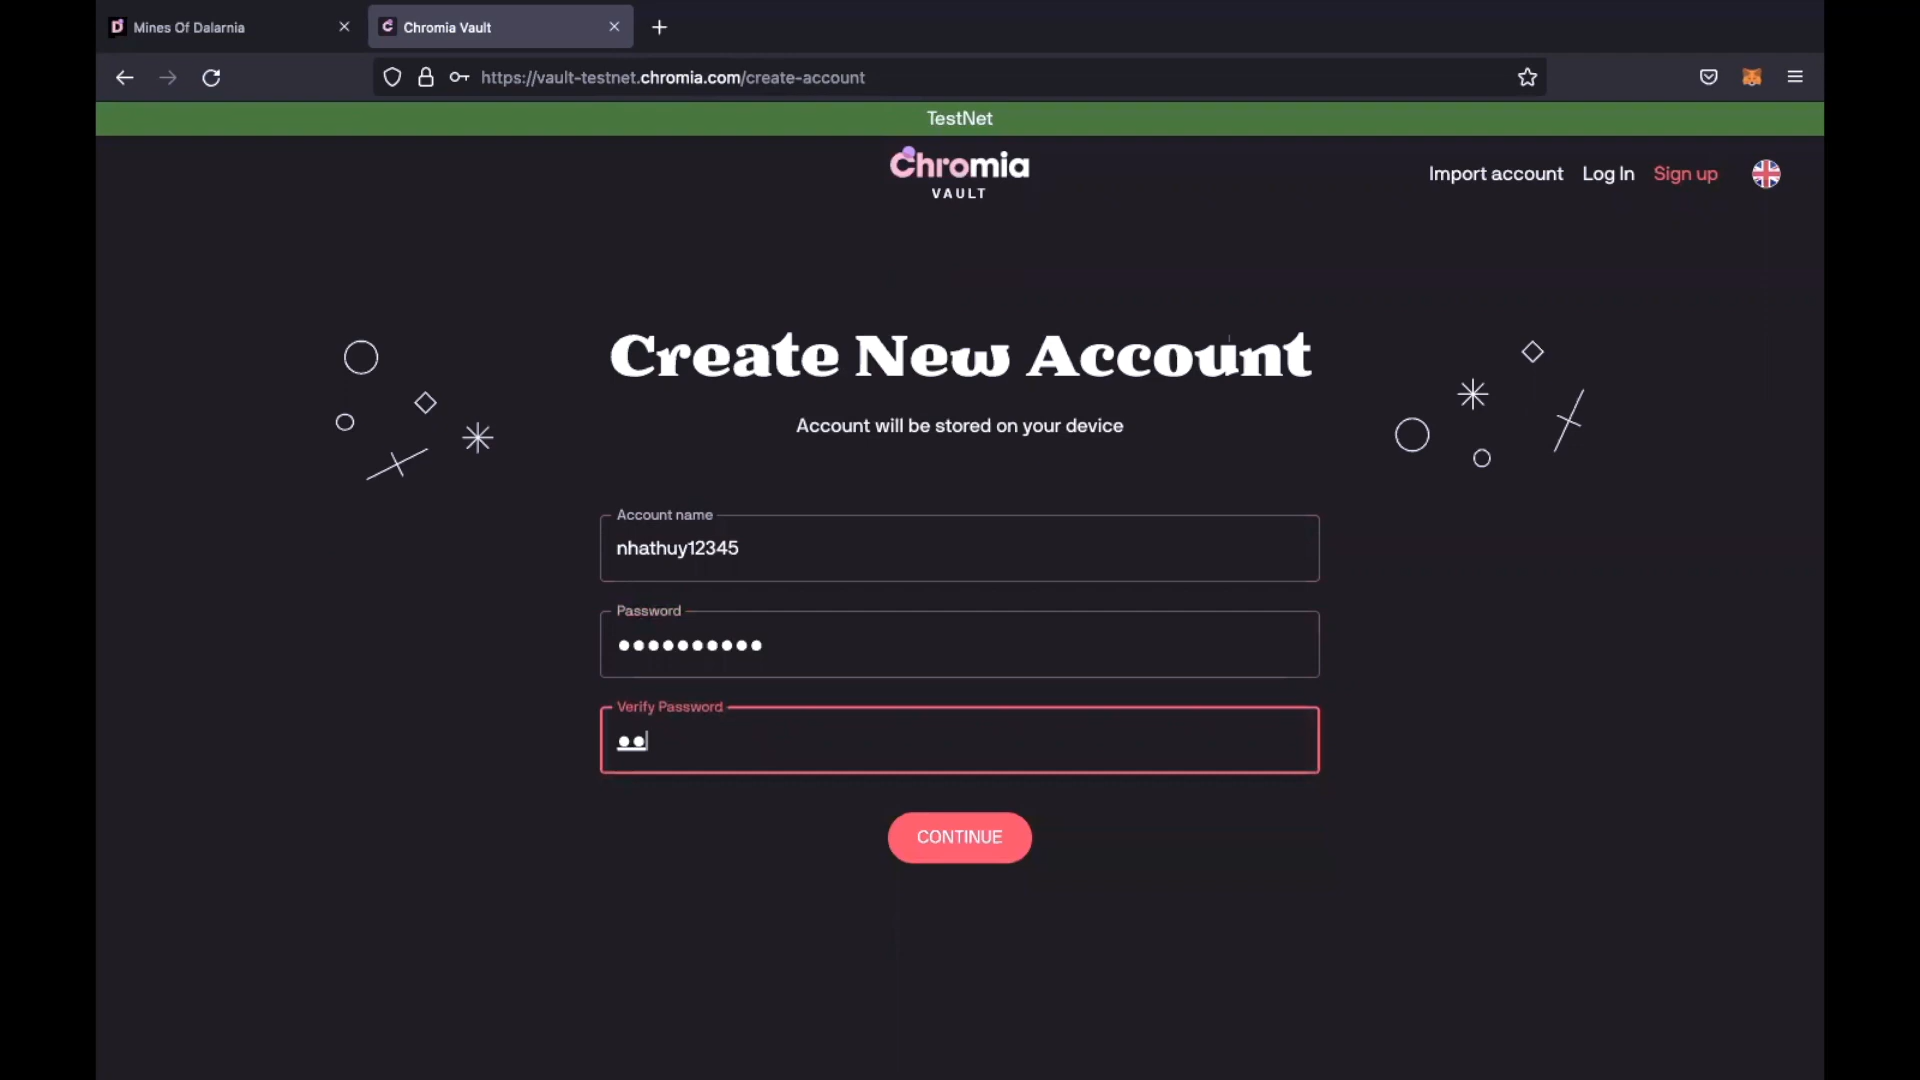 Mines Of Dalarnia
Chromia Vault
https://vault-testnet.chromia.com/create-account
TestNet
Chromia
VAULT
Import account
Log In
Sign up
Create New Account
Account will be stored on your device
Account name
nhathuy12345
Password
••••••••••
Verify Password
••
CONTINUE